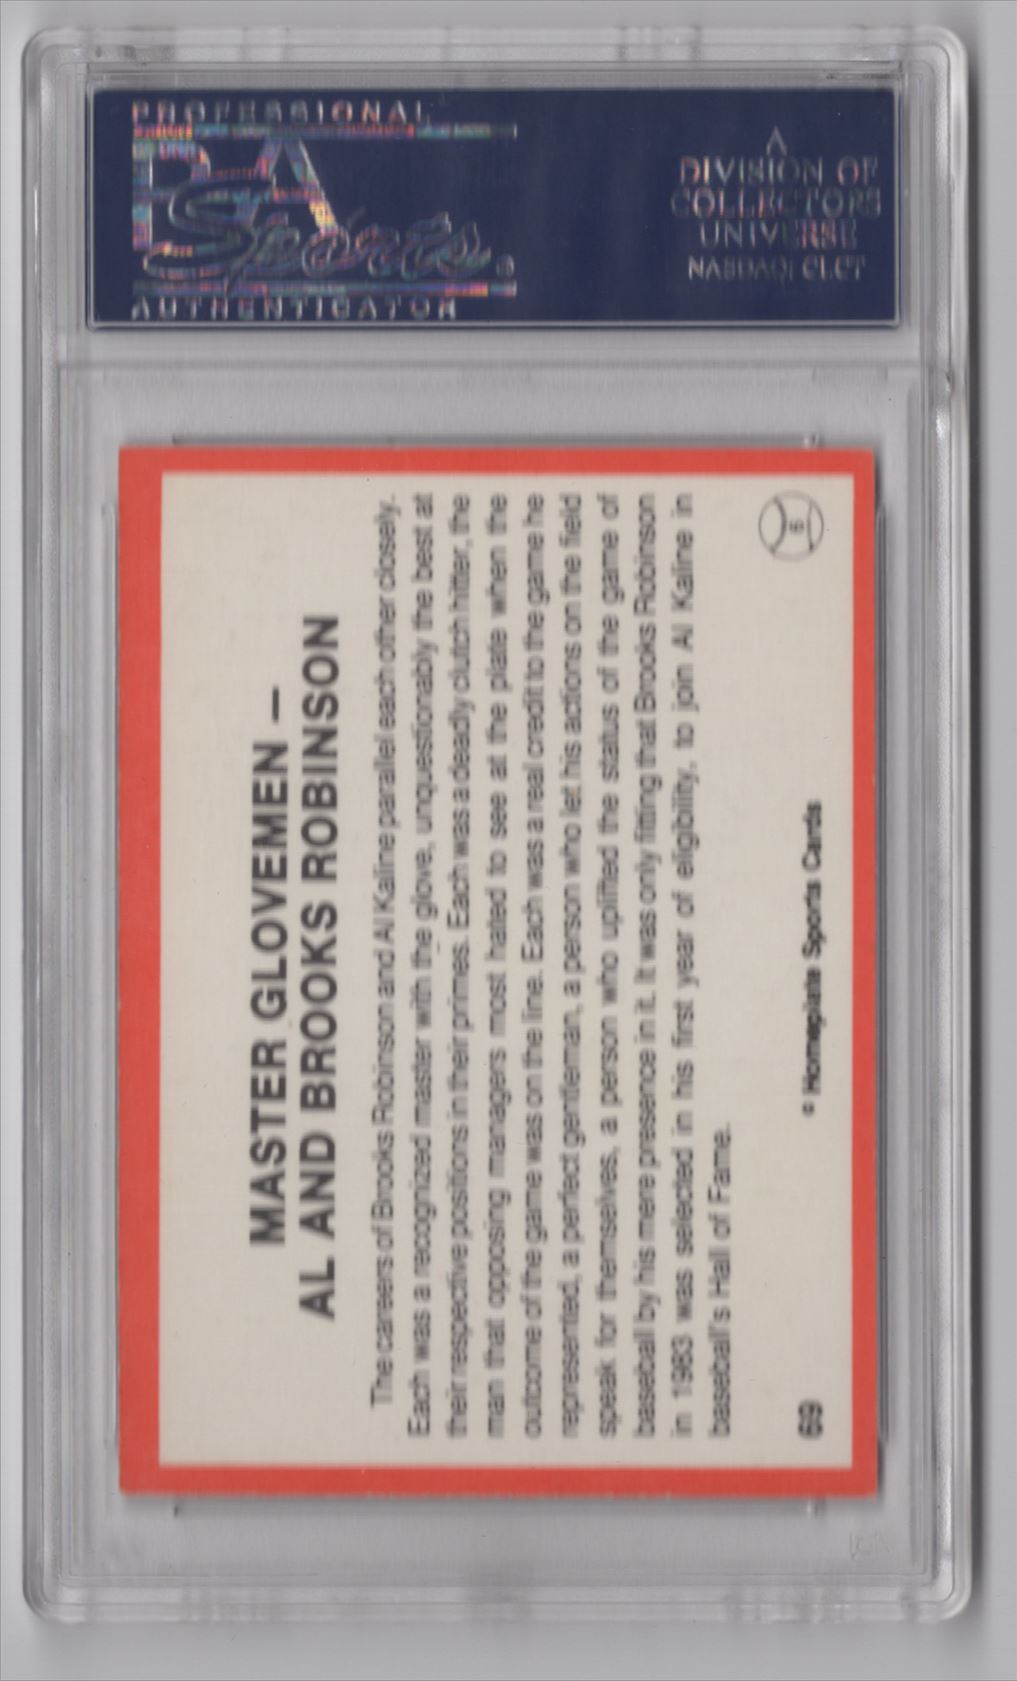 PROFESSIONAL
PSA
Sports
AUTHENTICATOR
A
DIVISION OF
COLLECTORS
UNIVERSE
NASDAQ: CLCT
MASTER GLOVEMEN —
AL AND BROOKS ROBINSON
The careers of Brooks Robinson and Al Kaline parallel each other closely.
Each was a recognized master with the glove, unquestionably the best at
their respective positions in their primes. Each was a deadly clutch hitter, the
man that opposing managers most hated to see at the plate when the
outcome of the game was on the line. Each was a real credit to the game he
represented, a perfect gentleman, a person who let his actions on the field
speak for themselves, a person who uplifted the status of the game of
baseball by his mere presence in it. It was only fitting that Brooks Robinson
in 1983 was selected in his first year of eligibility, to join Al Kaline in
baseball's Hall of Fame.
69
© Homeplate Sports Cards
6